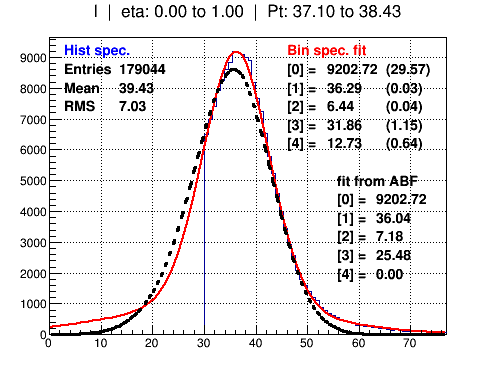 I | eta: 0.00 to 1.00 | Pt: 37.10 to 38.43
Hist spec.
Entries 179044
Mean 39.43
RMS 7.03
Bin spec. fit
[0] = 9202.72 (29.57)
[1] = 36.29 (0.03)
[2] = 6.44 (0.04)
[3] = 31.86 (1.15)
[4] = 12.73 (0.64)
fit from ABF
[0] = 9202.72
[1] = 36.04
[2] = 7.18
[3] = 25.48
[4] = 0.00
9000
8000
7000
6000
5000
4000
3000
2000
1000
0
0 10 20 30 40 50 60 70